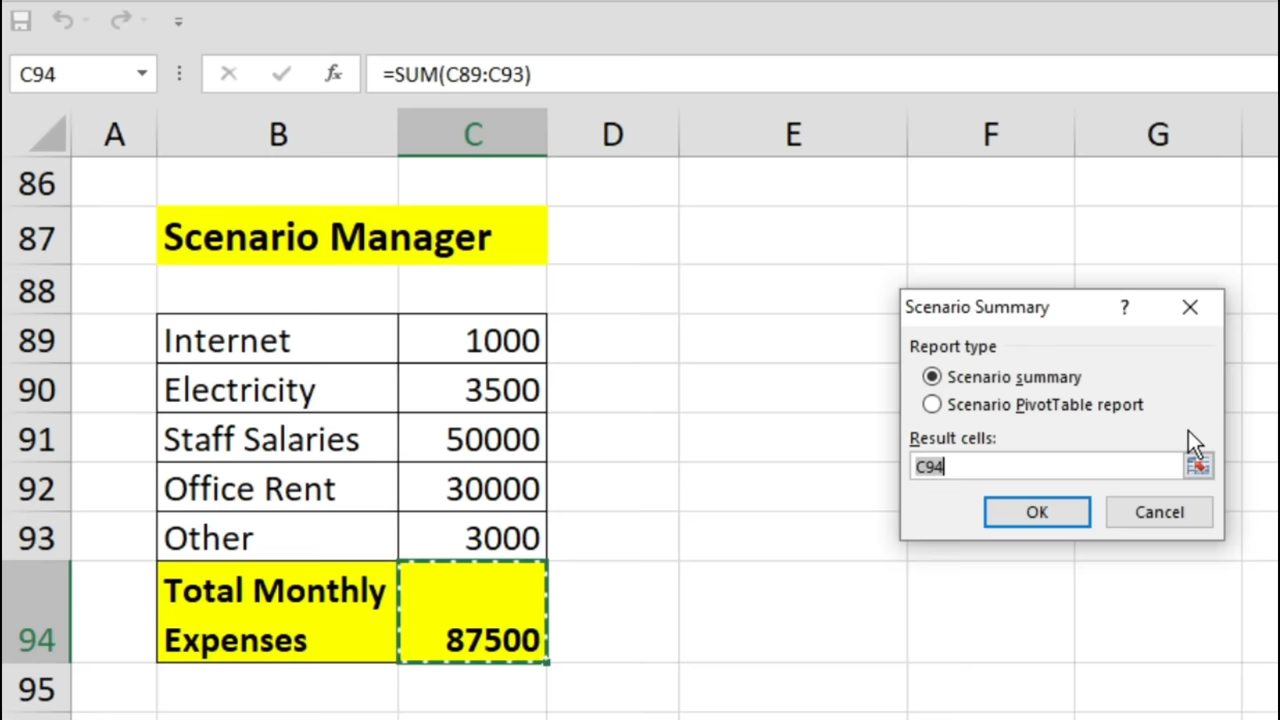 C94 fx =SUM(C89:C93)
A B C D E F G
86
87 Scenario Manager
88
89 Internet 1000
90 Electricity 3500
91 Staff Salaries 50000
92 Office Rent 30000
93 Other 3000
Total Monthly
94 Expenses 87500
95
Scenario Summary ?
Report type
Scenario summary
Scenario PivotTable report
Result cells:
C94
OK Cancel